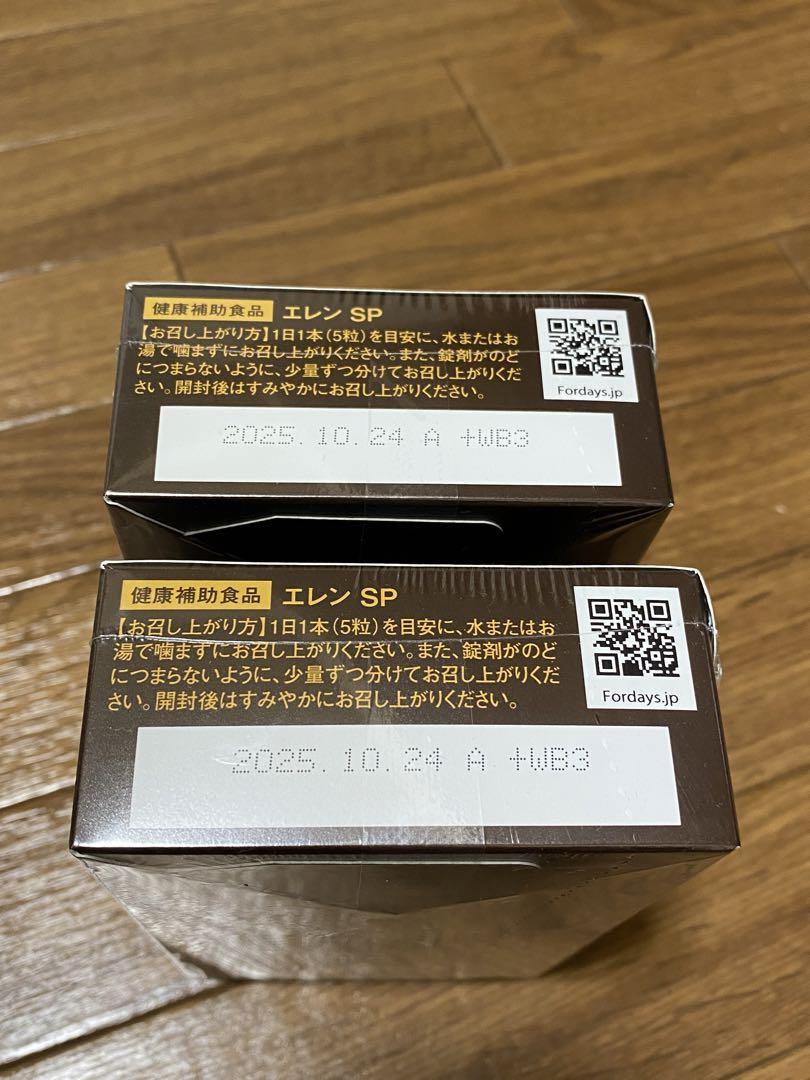 健康補助食品 エレン SP
【お召し上がり方】1日1本(5粒)を目安に、水またはお
湯で噛まずにお召し上がりください。また、錠剤がのど
につまらないように、少量ずつ分けてお召し上がりくだ
さい。開封後はすみやかにお召し上がりください。
Fordays.jp
2025.10.24 A +WB3
健康補助食品 エレン SP
【お召し上がり方】1日1本(5粒)を目安に、水またはお
湯で噛まずにお召し上がりください。また、錠剤がのど
につまらないように、少量ずつ分けてお召し上がりくだ
さい。開封後はすみやかにお召し上がりください。
Fordays.jp
2025.10.24 A +WB3